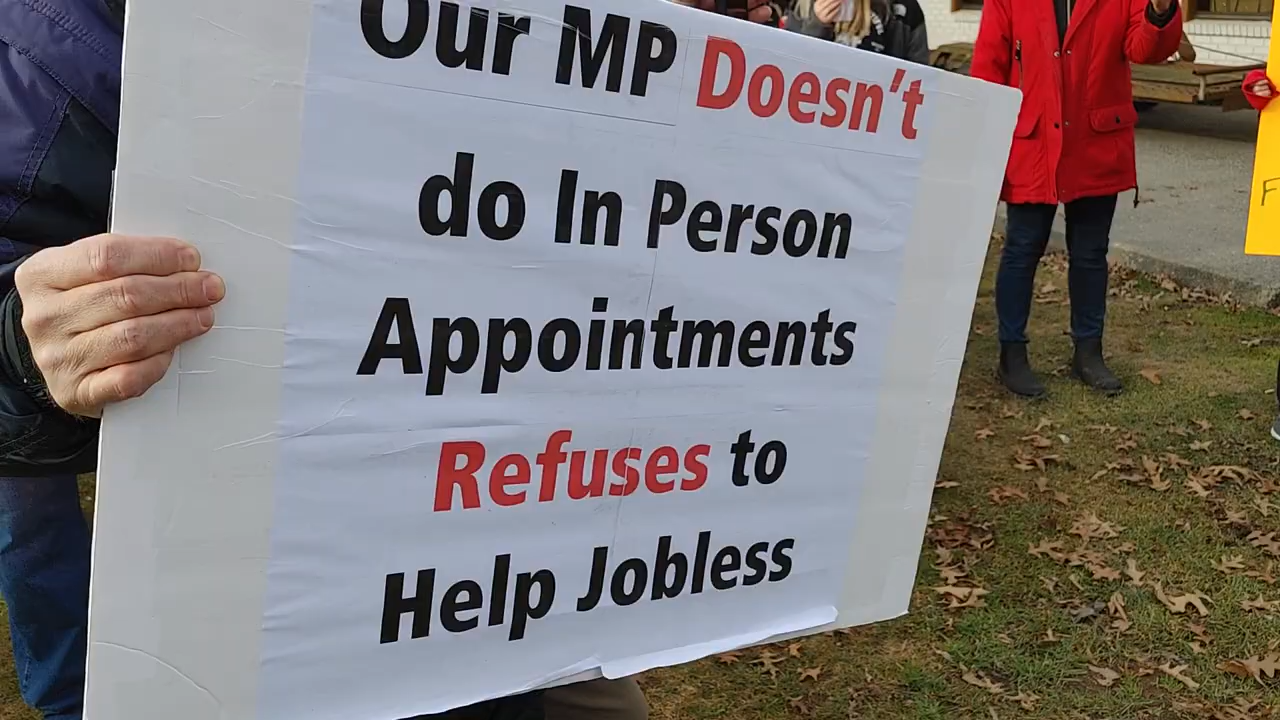 Our MP Doesn't
do In Person
Appointments
Refuses to
Help Jobless
F